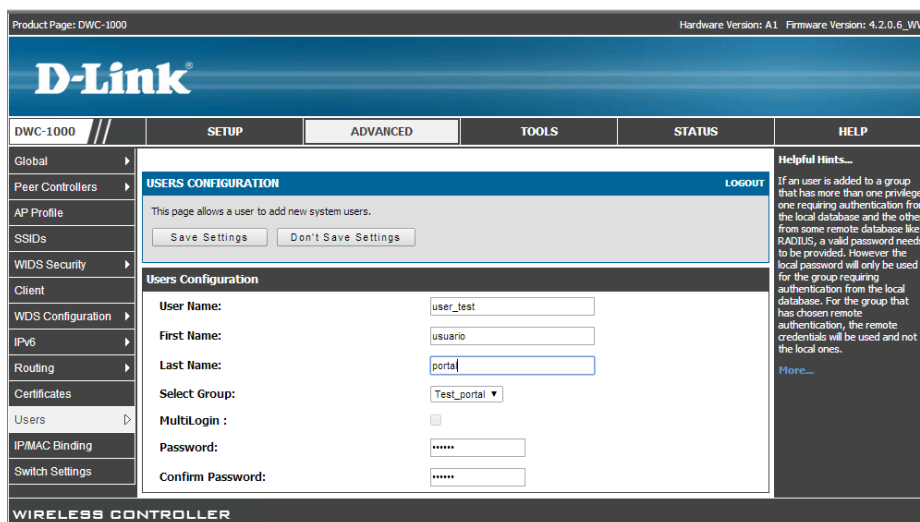 Product Page: DWC-1000
Hardware Version: A1 Firmware Version: 4.2.0.6_WW
D-Link®
DWC-1000
SETUP
ADVANCED
TOOLS
STATUS
HELP
Global
Peer Controllers
AP Profile
SSIDs
WIDS Security
Client
WDS Configuration
IPv6
Routing
Certificates
Users
IP/MAC Binding
Switch Settings
USERS CONFIGURATION
LOGOUT
This page allows a user to add new system users.
Save Settings
Don't Save Settings
Users Configuration
User Name: user_test
First Name: usuario
Last Name: portal
Select Group: Test_portal
MultiLogin :
Password: ••••••
Confirm Password: ••••••
Helpful Hints...
If an user is added to a group
that has more than one privilege
one requiring authentication from
the local database and the other
from some remote database like
RADIUS, a valid password needs
to be provided. However the
local password will only be used
for the group requiring
authentication from the local
database. For the group that
has chosen remote
authentication, the remote
credentials will be used and not
the local ones.
More...
WIRELESS CONTROLLER